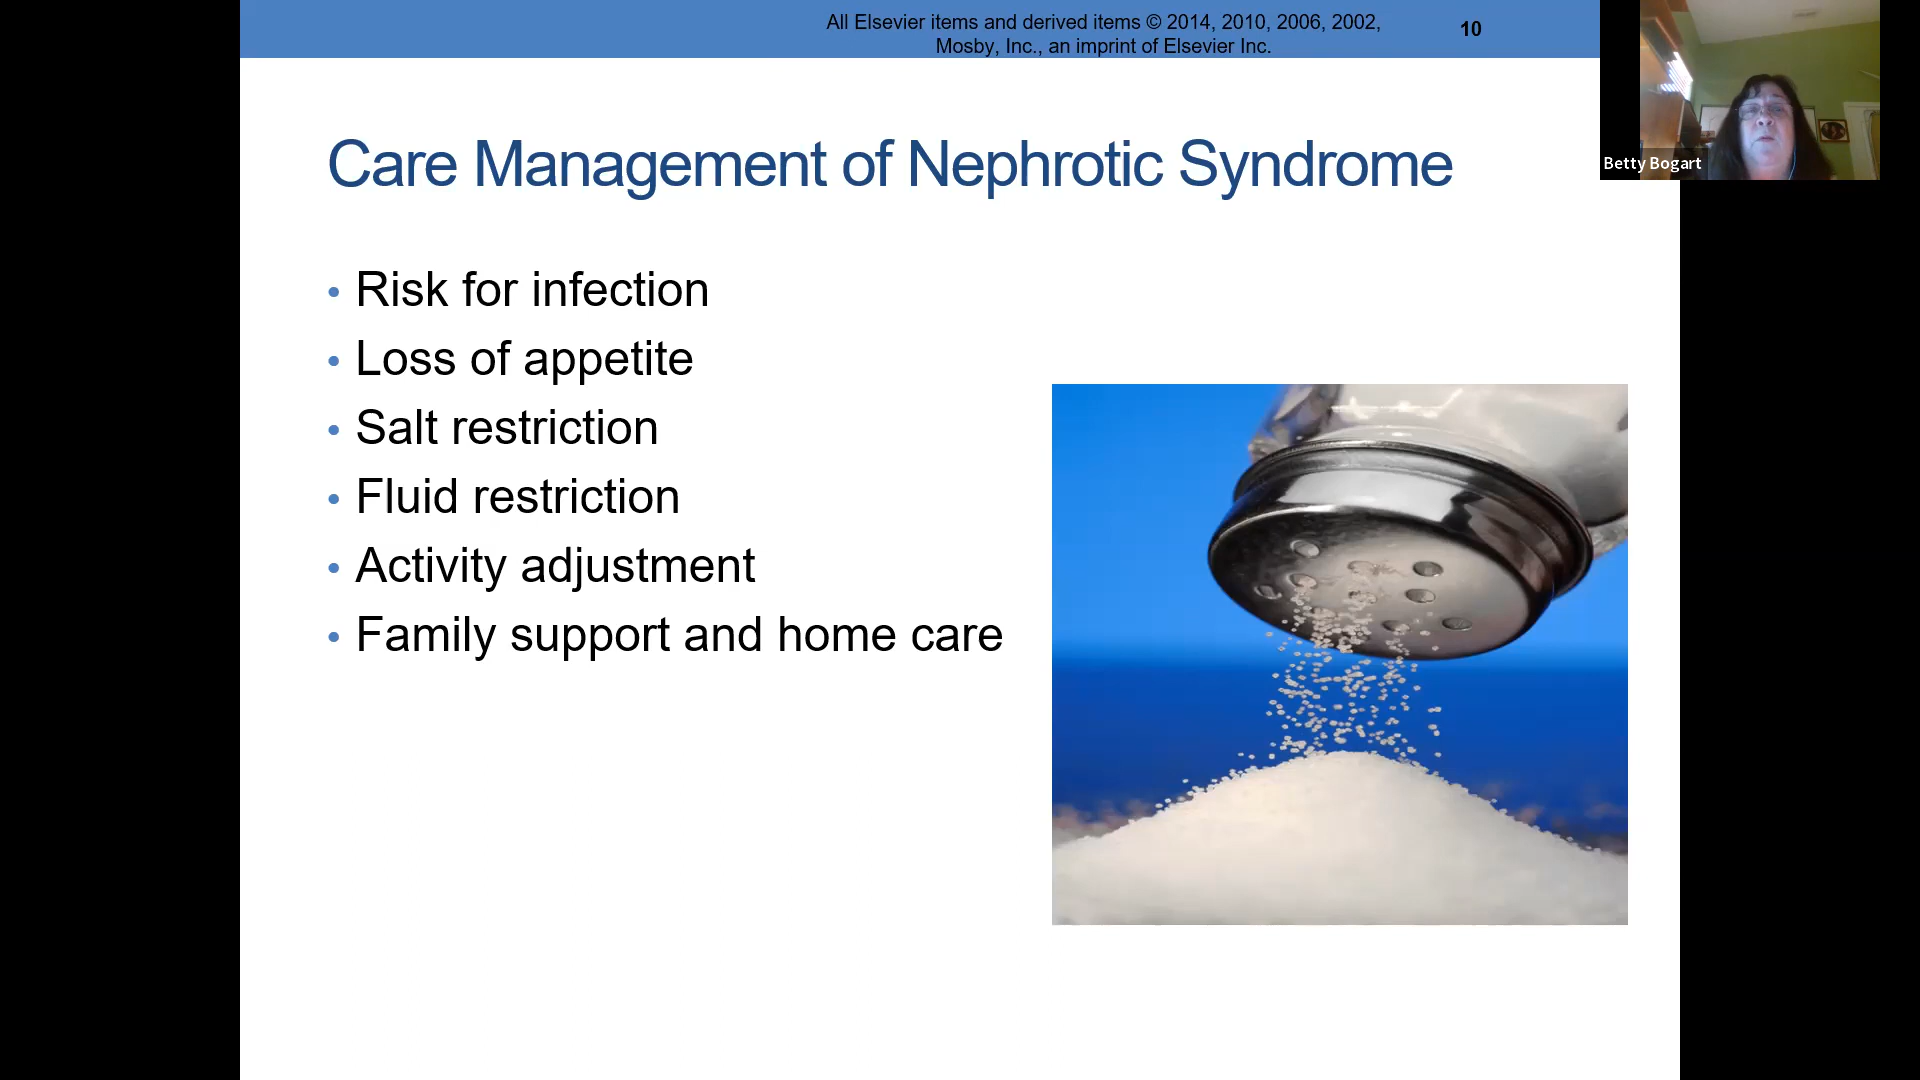 All Elsevier items and derived items © 2014, 2010, 2006, 2002,
Mosby, Inc., an imprint of Elsevier Inc.
10
Betty Bogart
Care Management of Nephrotic Syndrome
• Risk for infection
• Loss of appetite
• Salt restriction
• Fluid restriction
• Activity adjustment
• Family support and home care